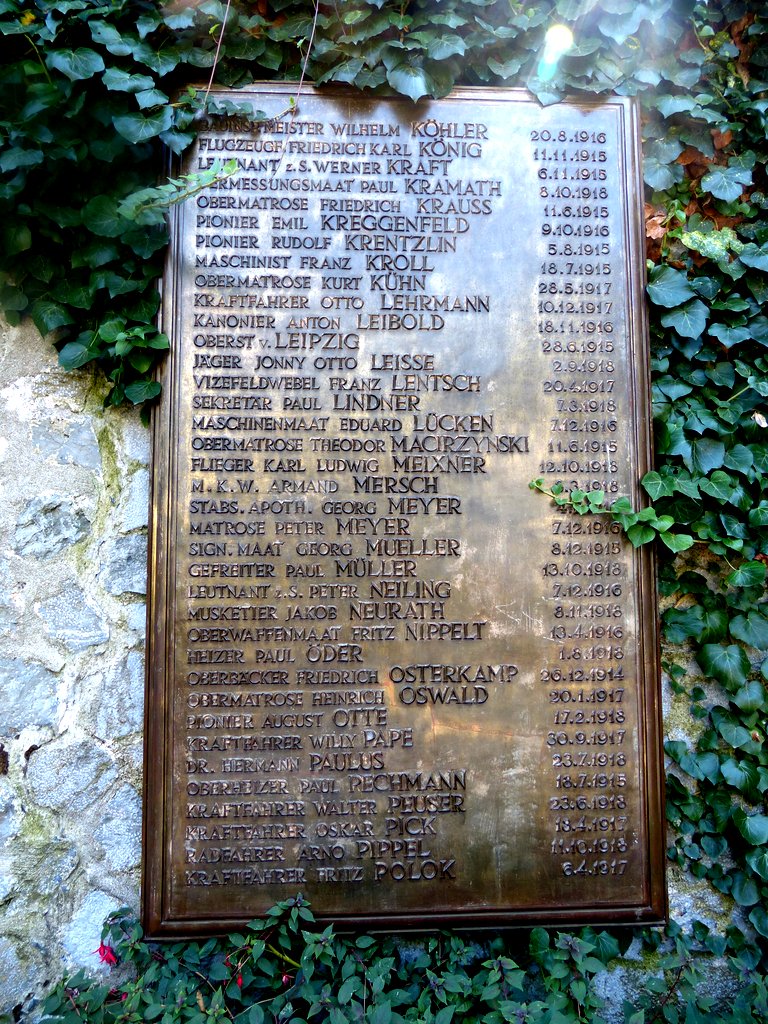 MEISTER WILHELM KÖHLER 20.8.1916
FLUGZEUGF. FRIEDRICH KARL KÖNIG 11.11.1915
LEUTNANT z.S. WERNER KRAFT 6.11.1915
VERMESSUNGSMAAT PAUL KRAMATH 8.10.1918
OBERMATROSE FRIEDRICH KRAUSS 11.6.1915
PIONIER EMIL KREGGENFELD 9.10.1916
PIONIER RUDOLF KRENTZLIN 5.8.1915
MASCHINIST FRANZ KROLL 18.7.1915
OBERMATROSE KURT KÜHN 28.5.1917
KRAFTFAHRER OTTO LEHRMANN 10.12.1917
KANONIER ANTON LEIBOLD 18.11.1916
OBERST v. LEIPZIG 28.6.1915
JÄGER JONNY OTTO LEISSE 2.9.1918
VIZEFELDWEBEL FRANZ LENTSCH 20.4.1917
SEKRETÄR PAUL LINDNER 7.3.1918
MASCHINENMAAT EDUARD LÜCKEN 7.12.1916
OBERMATROSE THEODOR MACIRZYNSKI 11.6.1915
FLIEGER KARL LUDWIG MEIXNER 12.10.1918
M.K.W. ARMAND MERSCH 3.1918
STABS. APOTH. GEORG MEYER
MATROSE PETER MEYER 7.12.1916
SIGN. MAAT GEORG MUELLER 8.12.1915
GEFREITER PAUL MÜLLER 13.10.1918
LEUTNANT z.S. PETER NEILING 7.12.1916
MUSKETIER JAKOB NEURATH 8.11.1918
OBERWAFFENMAAT FRITZ NIPPELT 13.4.1916
HEIZER PAUL ÖDER 1.8.1918
OBERBÄCKER FRIEDRICH OSTERKAMP 26.12.1914
OBERMATROSE HEINRICH OSWALD 20.1.1917
PIONIER AUGUST OTTE 17.2.1918
KRAFTFAHRER WILLY PAPE 30.9.1917
DR. HERMANN PAULUS 23.7.1918
OBERHEIZER PAUL PECHMANN 18.7.1915
KRAFTFAHRER WALTER PEUSER 23.6.1918
KRAFTFAHRER OSKAR PICK 18.4.1917
RADFAHRER ARNO PIPPEL 11.10.1918
KRAFTFAHRER FRITZ POLOK 6.4.1917